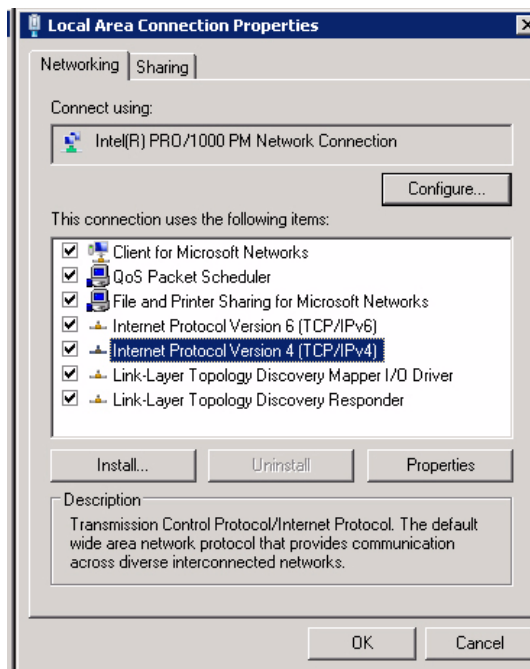 Local Area Connection Properties
Networking
Sharing
Connect using:
Intel(R) PRO/1000 PM Network Connection
Configure...
This connection uses the following items:
Client for Microsoft Networks
QoS Packet Scheduler
File and Printer Sharing for Microsoft Networks
Internet Protocol Version 6 (TCP/IPv6)
Internet Protocol Version 4 (TCP/IPv4)
Link-Layer Topology Discovery Mapper I/O Driver
Link-Layer Topology Discovery Responder
Install...
Uninstall
Properties
Description
Transmission Control Protocol/Internet Protocol. The default
wide area network protocol that provides communication
across diverse interconnected networks.
OK
Cancel